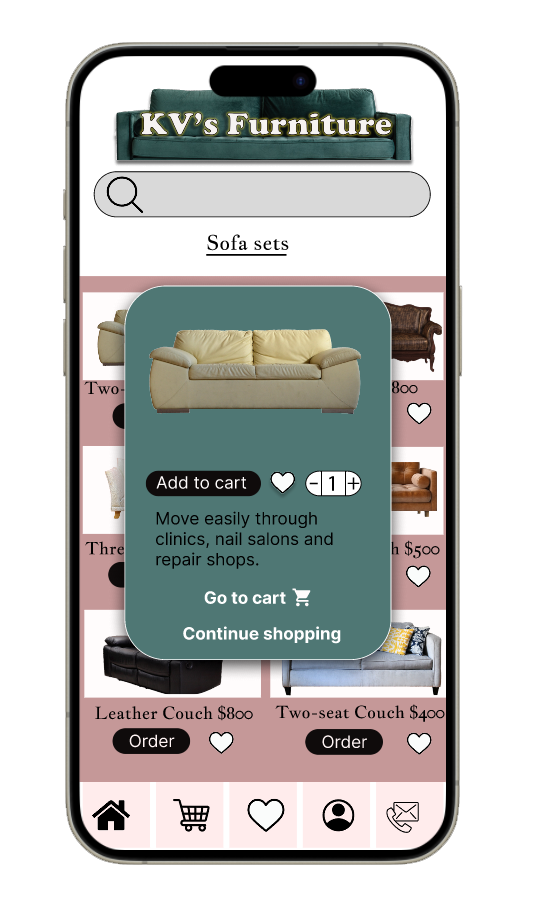 KV's Furniture
Sofa sets
Two-
800
Add to cart
- 1 +
Move easily through
clinics, nail salons and
repair shops.
Thre
h $500
Go to cart
Continue shopping
Leather Couch $800
Two-seat Couch $400
Order
Order